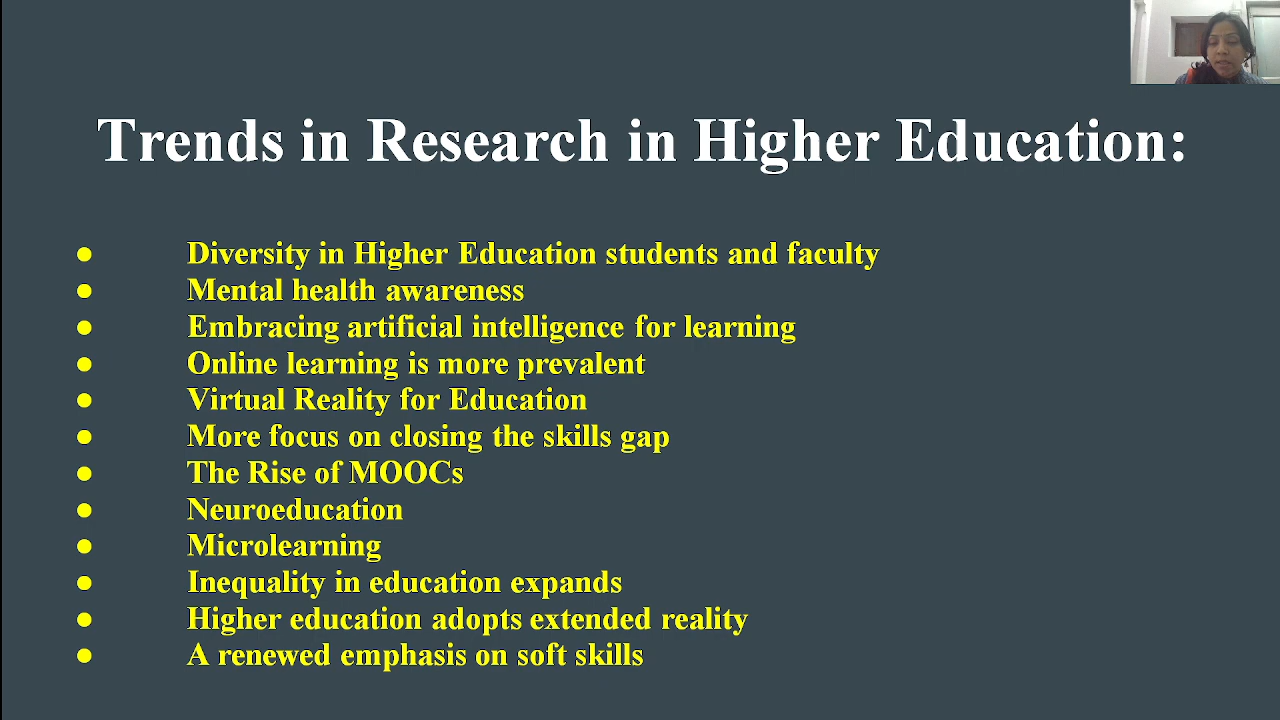 Trends in Research in Higher Education:
● Diversity in Higher Education students and faculty
● Mental health awareness
● Embracing artificial intelligence for learning
● Online learning is more prevalent
● Virtual Reality for Education
● More focus on closing the skills gap
● The Rise of MOOCs
● Neuroeducation
● Microlearning
● Inequality in education expands
● Higher education adopts extended reality
● A renewed emphasis on soft skills